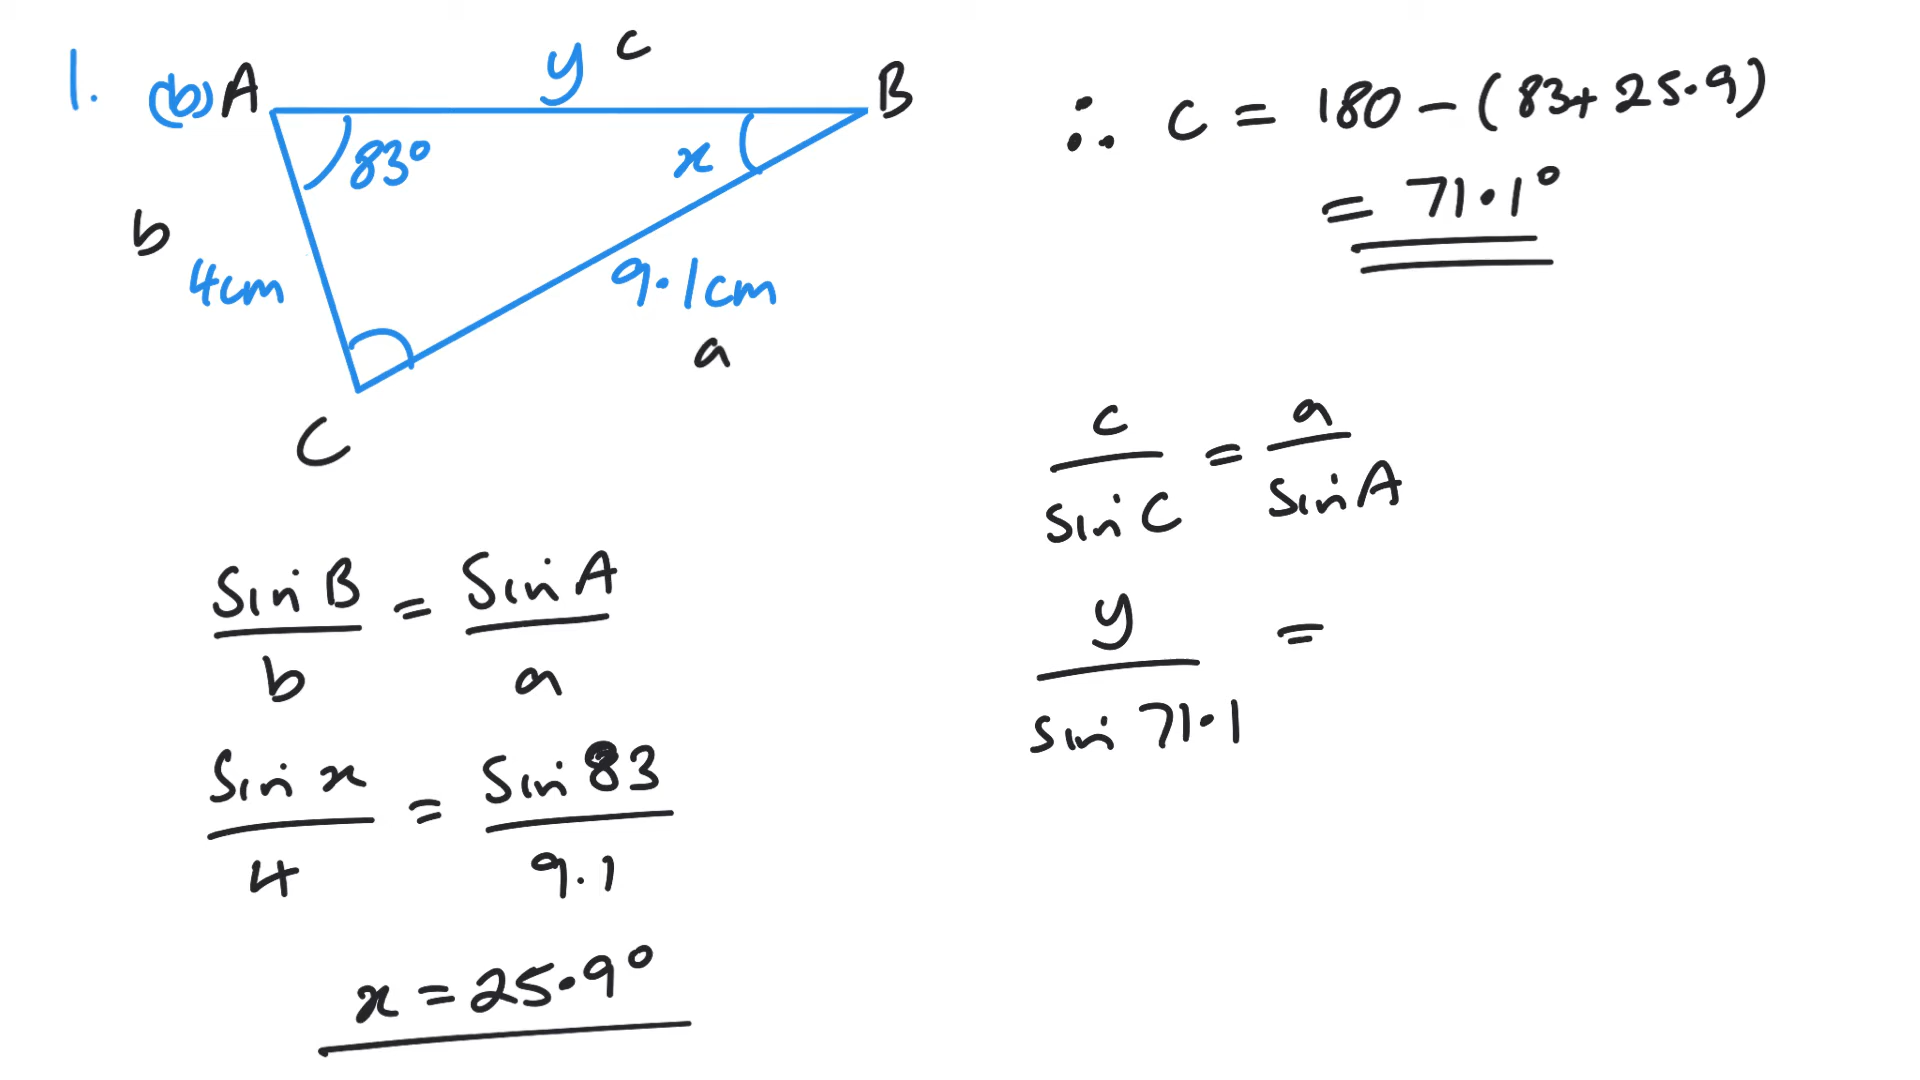 1. (b) A y c B
83° x
b 4cm 9.1cm
a
C
Sin B / b = Sin A / a
Sin x / 4 = Sin 83 / 9.1
x = 25.9°
∴ C = 180 - (83+25.9)
= 71.1°
c / sin C = a / sin A
y / sin 71.1 =